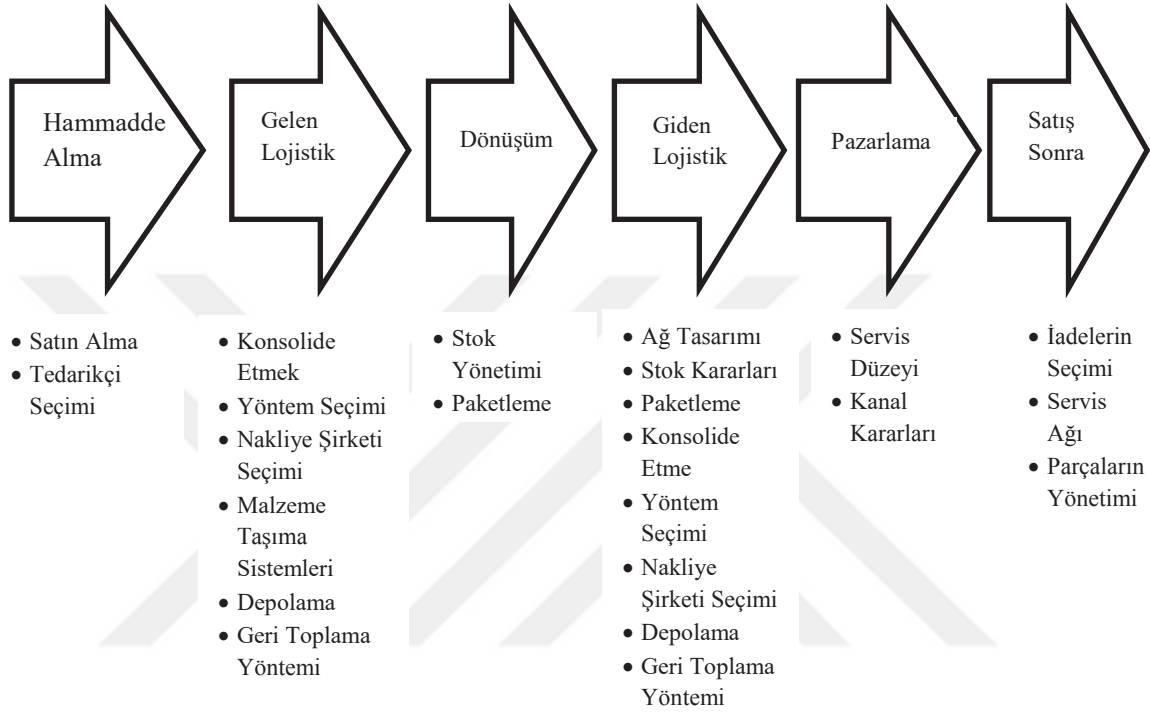 Hammadde
Alma
Gelen
Lojistik
Dönüşüm
Giden
Lojistik
Pazarlama
Satış
Sonra
• Satın Alma
• Tedarikçi
Seçimi
• Konsolide
Etmek
• Yöntem Seçimi
• Nakliye Şirketi
Seçimi
• Malzeme
Taşıma
Sistemleri
• Depolama
• Geri Toplama
Yöntemi
• Stok
Yönetimi
• Paketleme
• Ağ Tasarımı
• Stok Kararları
• Paketleme
• Konsolide
Etme
• Yöntem
Seçimi
• Nakliye
Şirketi Seçimi
• Depolama
• Geri Toplama
Yöntemi
• Servis
Düzeyi
• Kanal
Kararları
• İadelerin
Seçimi
• Servis
Ağı
• Parçaların
Yönetimi